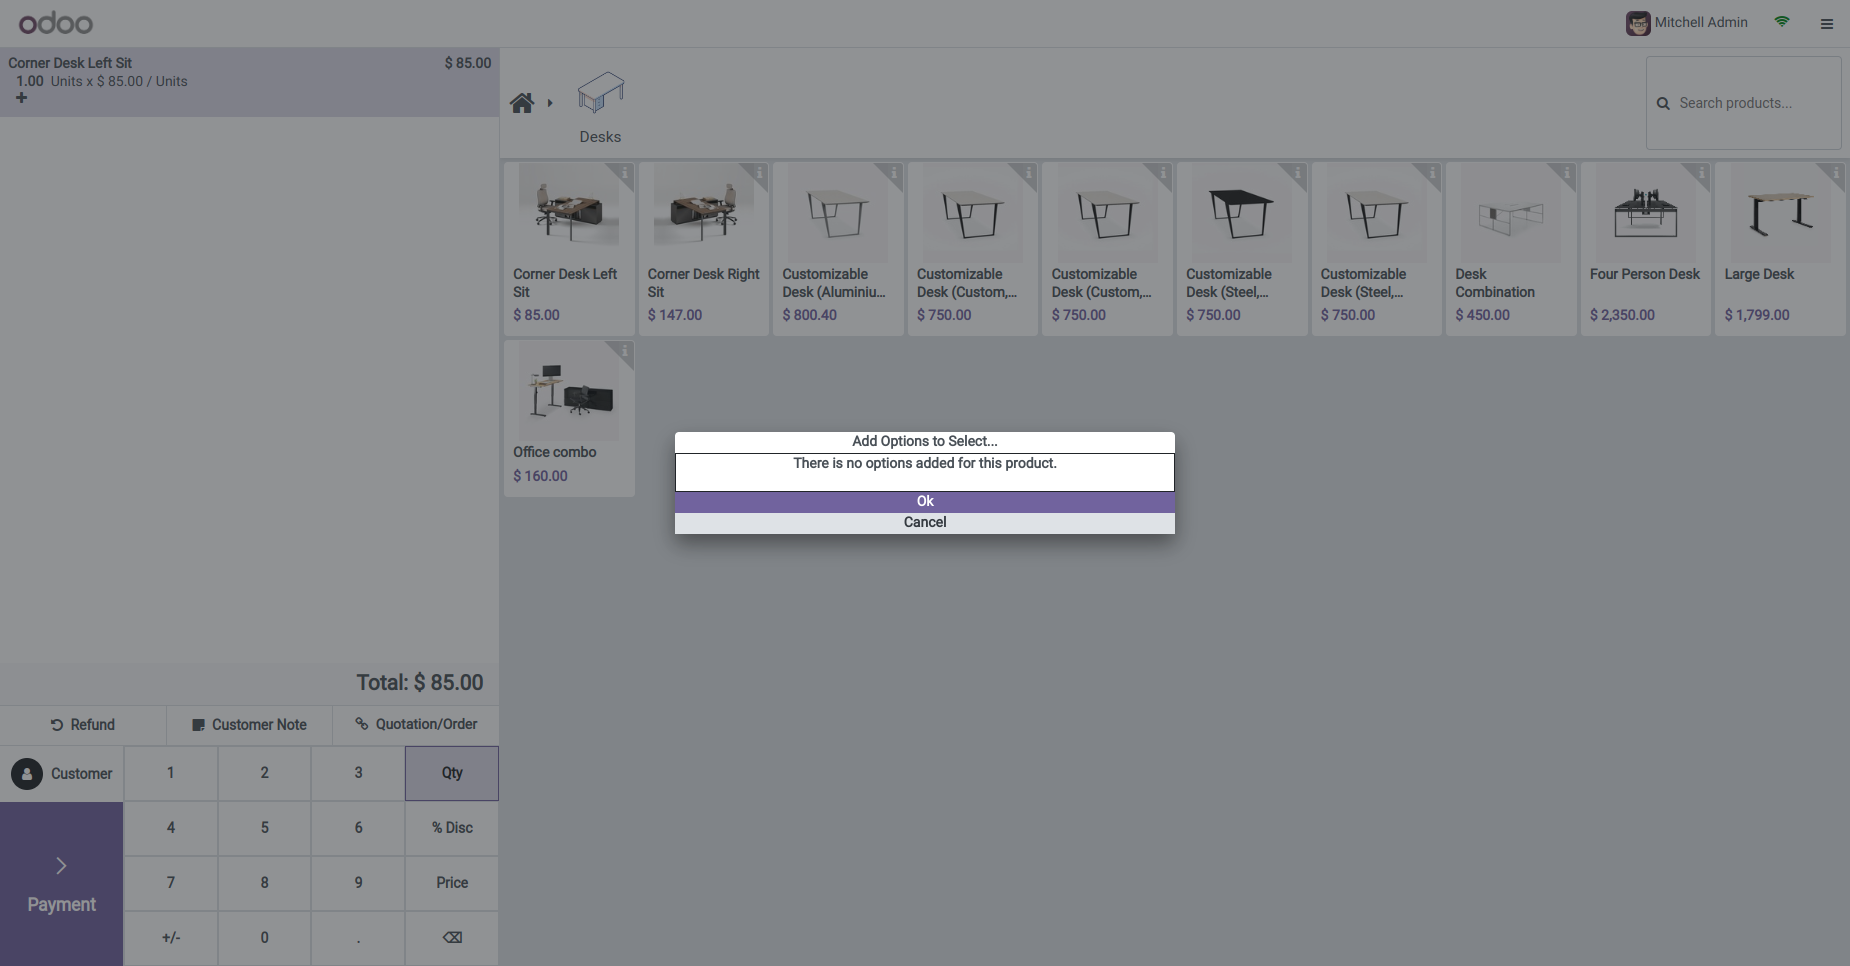 odoo
Mitchell Admin
Corner Desk Left Sit
$ 85.00
1.00 Units x $ 85.00 / Units
Desks
Search products...
Corner Desk Left
Sit
$ 85.00
Corner Desk Right
Sit
$ 147.00
Customizable
Desk (Aluminiu...
$ 800.40
Customizable
Desk (Custom,...
$ 750.00
Customizable
Desk (Custom,...
$ 750.00
Customizable
Desk (Steel,...
$ 750.00
Customizable
Desk (Steel,...
$ 750.00
Desk
Combination
$ 450.00
Four Person Desk
$ 2,350.00
Large Desk
$ 1,799.00
Office combo
$ 160.00
Add Options to Select...
There is no options added for this product.
Ok
Cancel
Total: $ 85.00
Refund
Customer Note
Quotation/Order
Customer
1
2
3
Qty
4
5
6
% Disc
7
8
9
Price
Payment
+/-
0
.